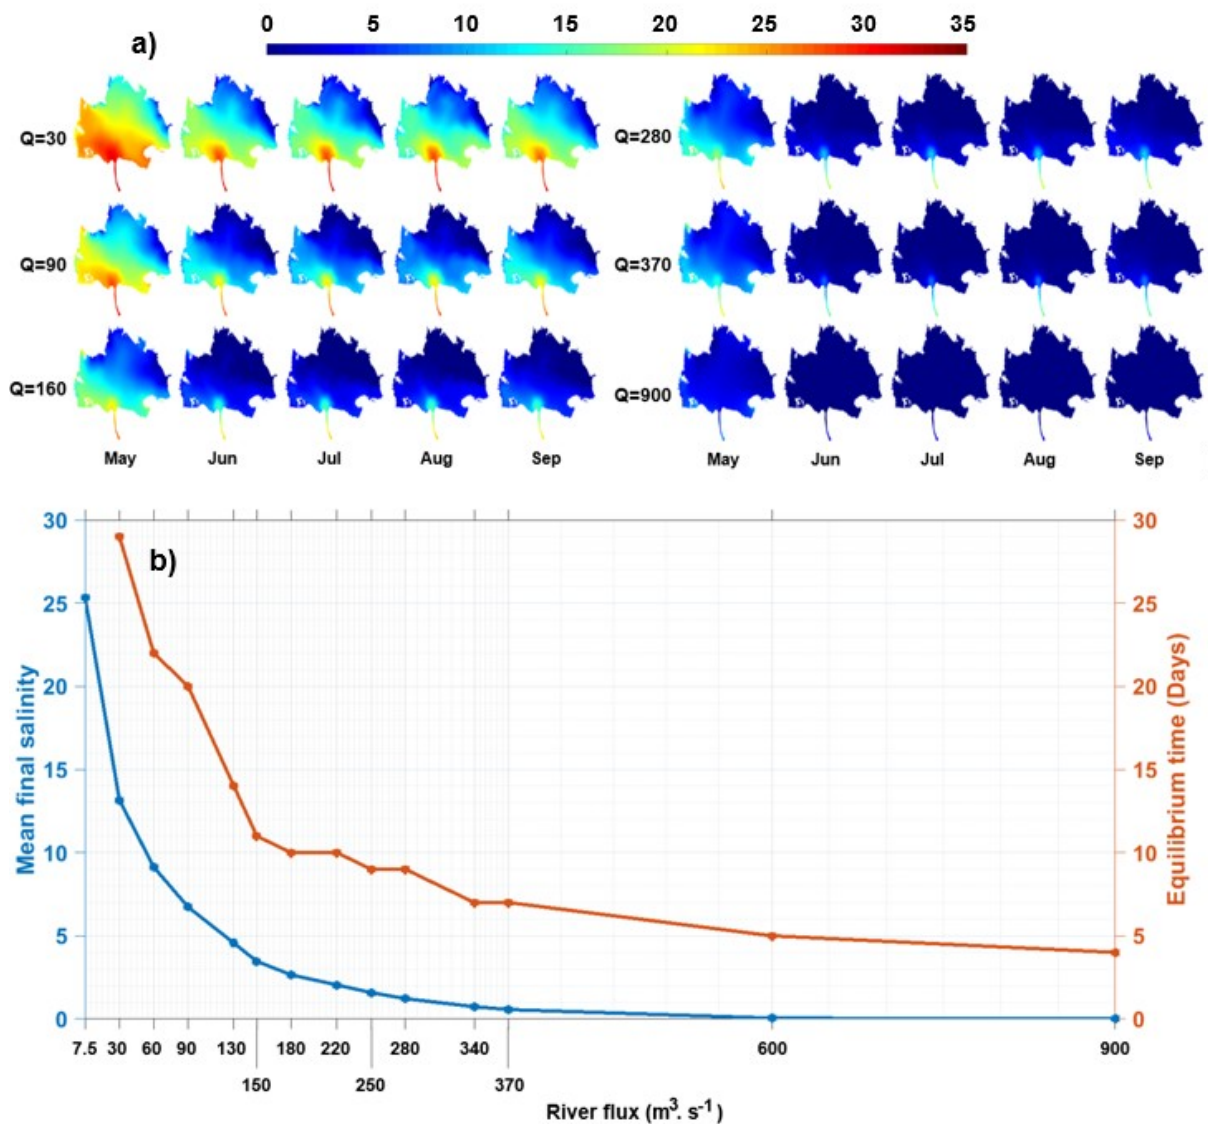 0 5 10 15 20 25 30 35
a)
Q=30
Q=280
Q=90
Q=370
Q=160
Q=900
May Jun Jul Aug Sep
May Jun Jul Aug Sep
b)
30 25 20 15 10 5 0
Mean final salinity
30 25 20 15 10 5 0
Equilibrium time (Days)
7.5 30 60 90 130 180 220 280 340 600 900
150 250 370
River flux (m³. s⁻¹)